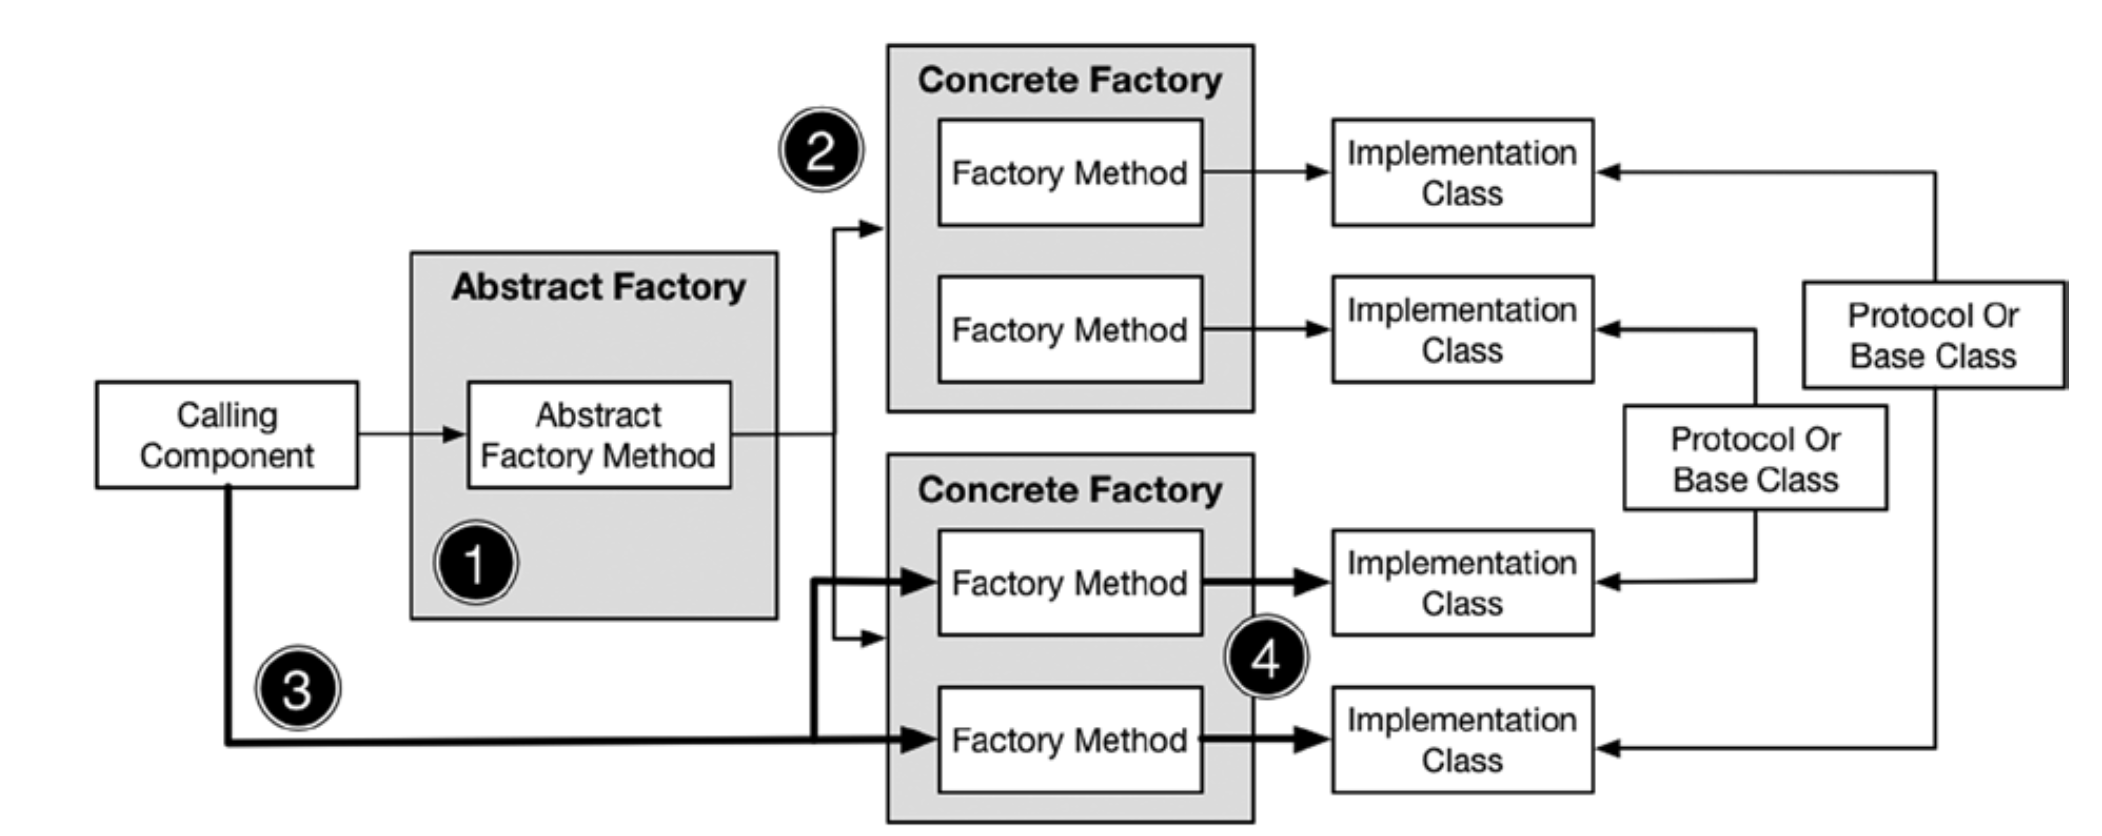 Concrete Factory
2
Factory Method
Implementation
Class
Abstract Factory
Factory Method
Implementation
Class
Protocol Or
Base Class
Calling
Component
Abstract
Factory Method
Protocol Or
Base Class
1
Concrete Factory
Factory Method
Implementation
Class
3
4
Factory Method
Implementation
Class